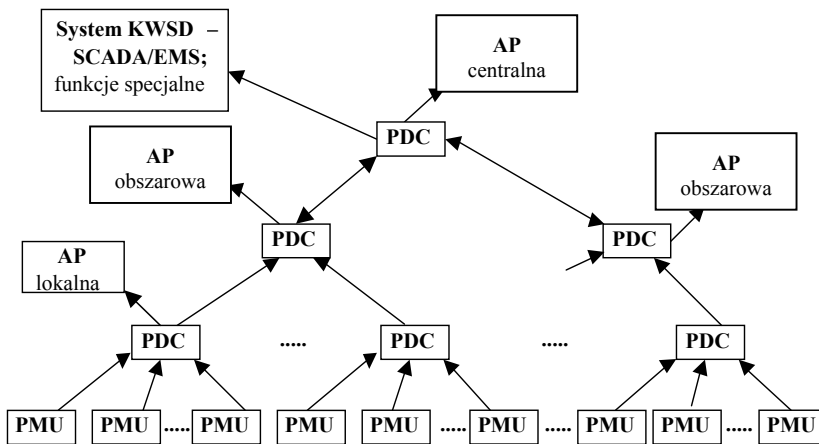 System KWSD –
SCADA/EMS;
funkcje specjalne
AP
centralna
PDC
AP
obszarowa
AP
obszarowa
PDC
PDC
AP
lokalna
PDC
.....
PDC
.....
PDC
PMU
PMU
.....
PMU
PMU
PMU
.....
PMU
.....
PMU
PMU
.....
PMU